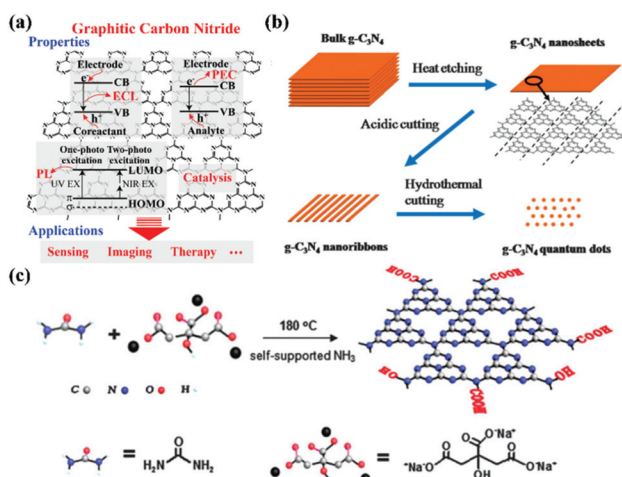 (a)
Graphitic Carbon Nitride
Properties
Electrode
Electrode
e⁻
e⁻
PEC
CB
CB
ECL
VB
VB
h⁺
h⁺
Coreactant
Analyte
One-photo Two-photo
excitation excitation
LUMO
PL
UV EX
NIR EX
Catalysis
π
HOMO
Applications
Sensing Imaging Therapy ...
(b)
Bulk g-C₃N₄
g-C₃N₄ nanosheets
Heat etching
Acidic cutting
Hydrothermal
cutting
g-C₃N₄ nanoribbons
g-C₃N₄ quantum dots
(c)
+
180 °C
self-supported NH₃
C N O H
COOH
COOH
COOH
COOH
HO
OH
COOH
=
O
H₂N NH₂
=
O O⁻Na⁺
⁺Na⁻O O⁻Na⁺
O OH O